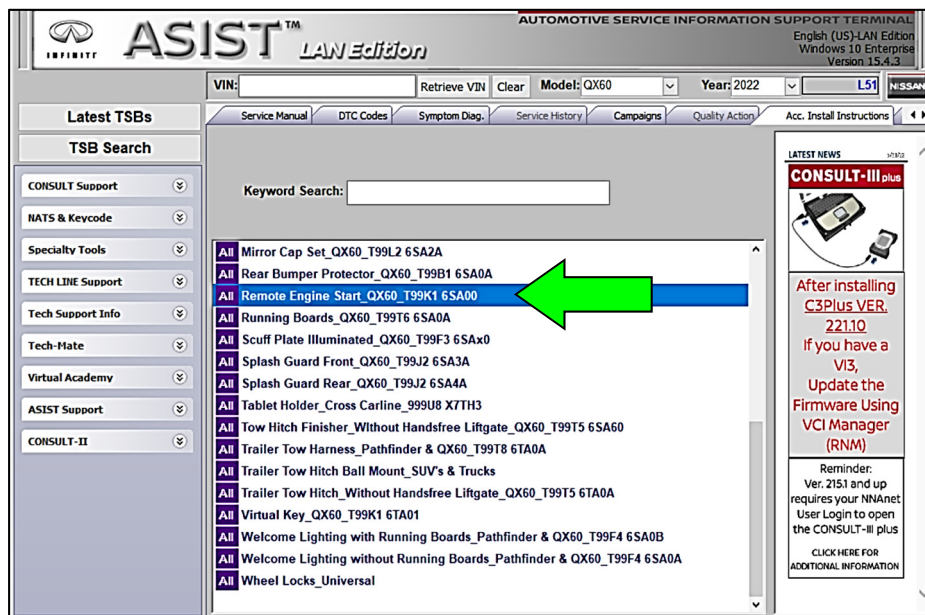 AUTOMOTIVE SERVICE INFORMATION SUPPORT TERMINAL
INFINITI
ASIST™ LAN Edition
English (US)-LAN Edition
Windows 10 Enterprise
Version 15.4.3
VIN: Retrieve VIN Clear Model: QX60 Year: 2022 L51 NISSAN
Latest TSBs
TSB Search
CONSULT Support
NATS & Keycode
Specialty Tools
TECH LINE Support
Tech Support Info
Tech-Mate
Virtual Academy
ASIST Support
CONSULT-II
Service Manual DTC Codes Symptom Diag. Service History Campaigns Quality Action Acc. Install Instructions
Keyword Search:
All Mirror Cap Set_QX60_T99L2 6SA2A
All Rear Bumper Protector_QX60_T99B1 6SA0A
All Remote Engine Start_QX60_T99K1 6SA00
All Running Boards_QX60_T99T6 6SA0A
All Scuff Plate Illuminated_QX60_T99F3 6SAx0
All Splash Guard Front_QX60_T99J2 6SA3A
All Splash Guard Rear_QX60_T99J2 6SA4A
All Tablet Holder_Cross Carline_999U8 X7TH3
All Tow Hitch Finisher_WIthout Handsfree Liftgate_QX60_T99T5 6SA60
All Trailer Tow Harness_Pathfinder & QX60_T99T8 6TA0A
All Trailer Tow Hitch Ball Mount_SUV's & Trucks
All Trailer Tow Hitch_Without Handsfree Liftgate_QX60_T99T5 6TA0A
All Virtual Key_QX60_T99K1 6TA01
All Welcome Lighting with Running Boards_Pathfinder & QX60_T99F4 6SA0B
All Welcome Lighting without Running Boards_Pathfinder & QX60_T99F4 6SA0A
All Wheel Locks_Universal
LATEST NEWS
CONSULT-III plus
After installing
C3Plus VER.
221.10
If you have a
VI3,
Update the
Firmware Using
VCI Manager
(RNM)
Reminder:
Ver. 215.1 and up
requires your NNAnet
User Login to open
the CONSULT-III plus
CLICK HERE FOR
ADDITIONAL INFORMATION